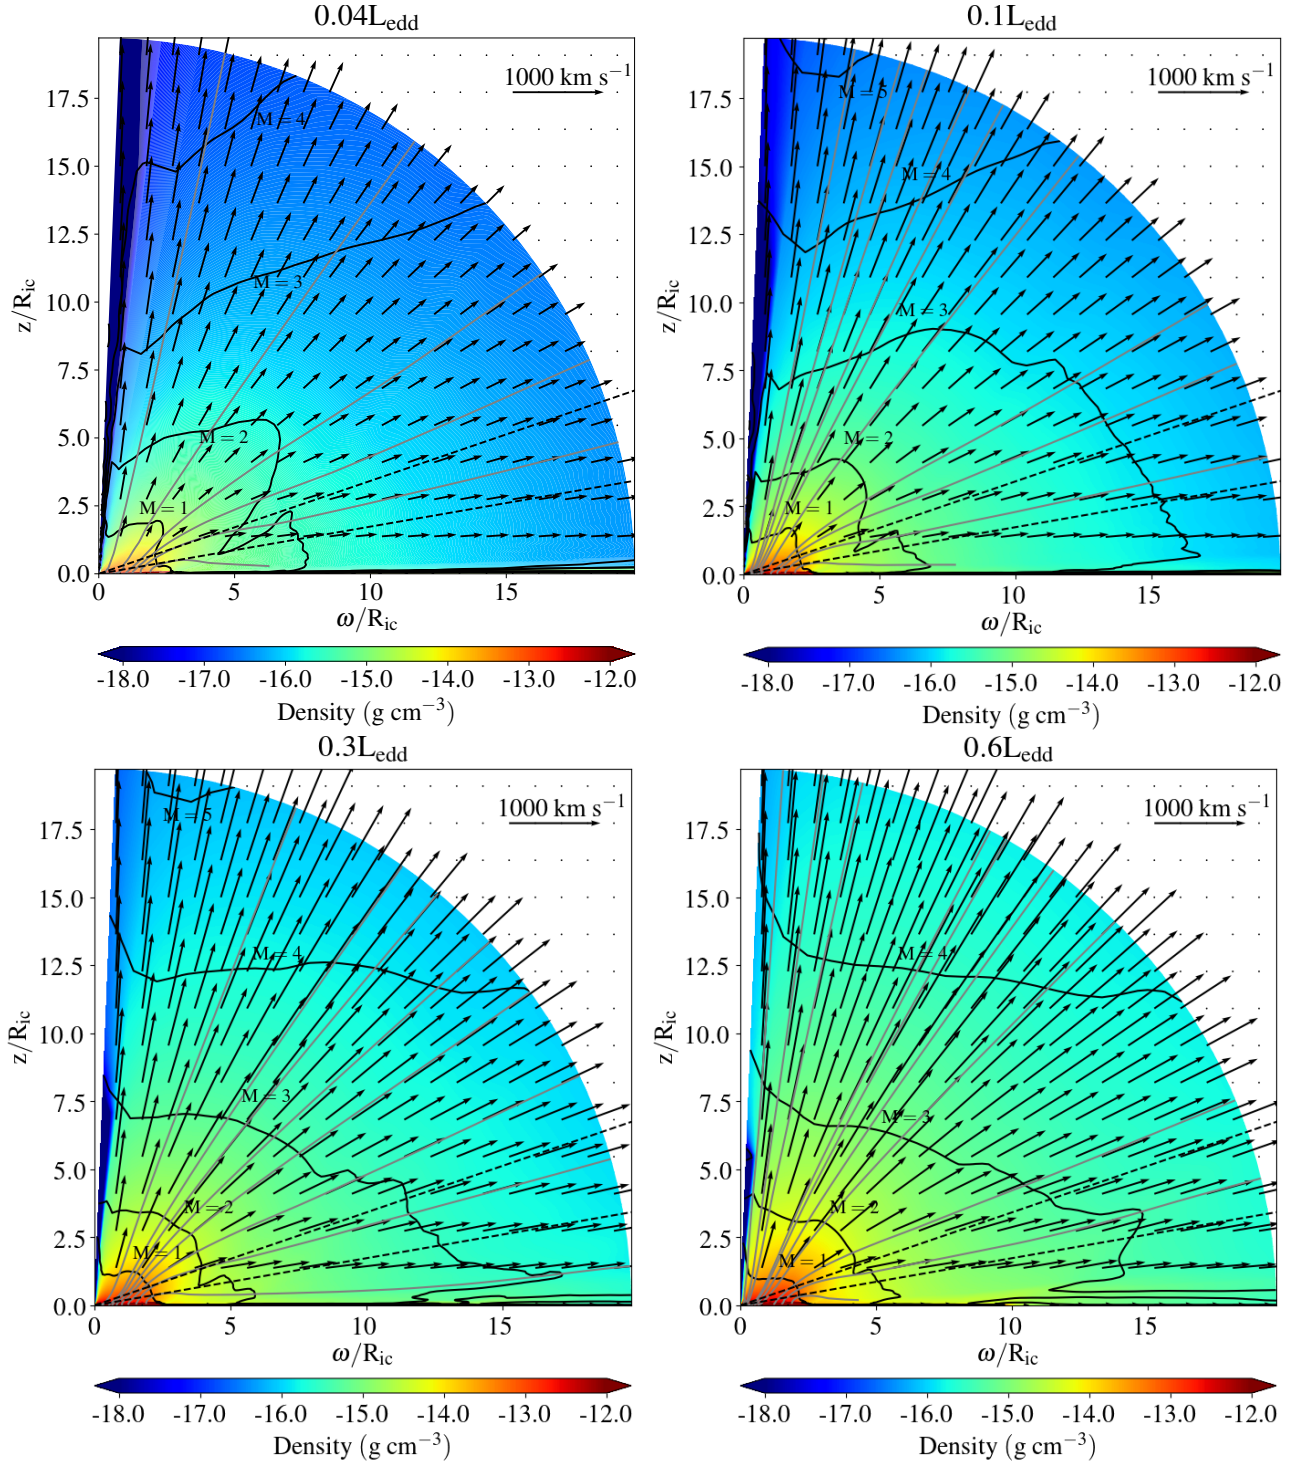 0.04L_edd
1000 km s⁻¹
M = 4
M = 3
M = 2
M = 1
z/R_ic
17.5
15.0
12.5
10.0
7.5
5.0
2.5
0.0
0 5 10 15
ω/R_ic
-18.0 -17.0 -16.0 -15.0 -14.0 -13.0 -12.0
Density (g cm⁻³)
0.1L_edd
1000 km s⁻¹
M = 5
M = 4
M = 3
M = 2
M = 1
z/R_ic
17.5
15.0
12.5
10.0
7.5
5.0
2.5
0.0
0 5 10 15
ω/R_ic
-18.0 -17.0 -16.0 -15.0 -14.0 -13.0 -12.0
Density (g cm⁻³)
0.3L_edd
1000 km s⁻¹
M = 5
M = 4
M = 3
M = 2
M = 1
z/R_ic
17.5
15.0
12.5
10.0
7.5
5.0
2.5
0.0
0 5 10 15
ω/R_ic
-18.0 -17.0 -16.0 -15.0 -14.0 -13.0 -12.0
Density (g cm⁻³)
0.6L_edd
1000 km s⁻¹
M = 4
M = 3
M = 2
M = 1
z/R_ic
17.5
15.0
12.5
10.0
7.5
5.0
2.5
0.0
0 5 10 15
ω/R_ic
-18.0 -17.0 -16.0 -15.0 -14.0 -13.0 -12.0
Density (g cm⁻³)